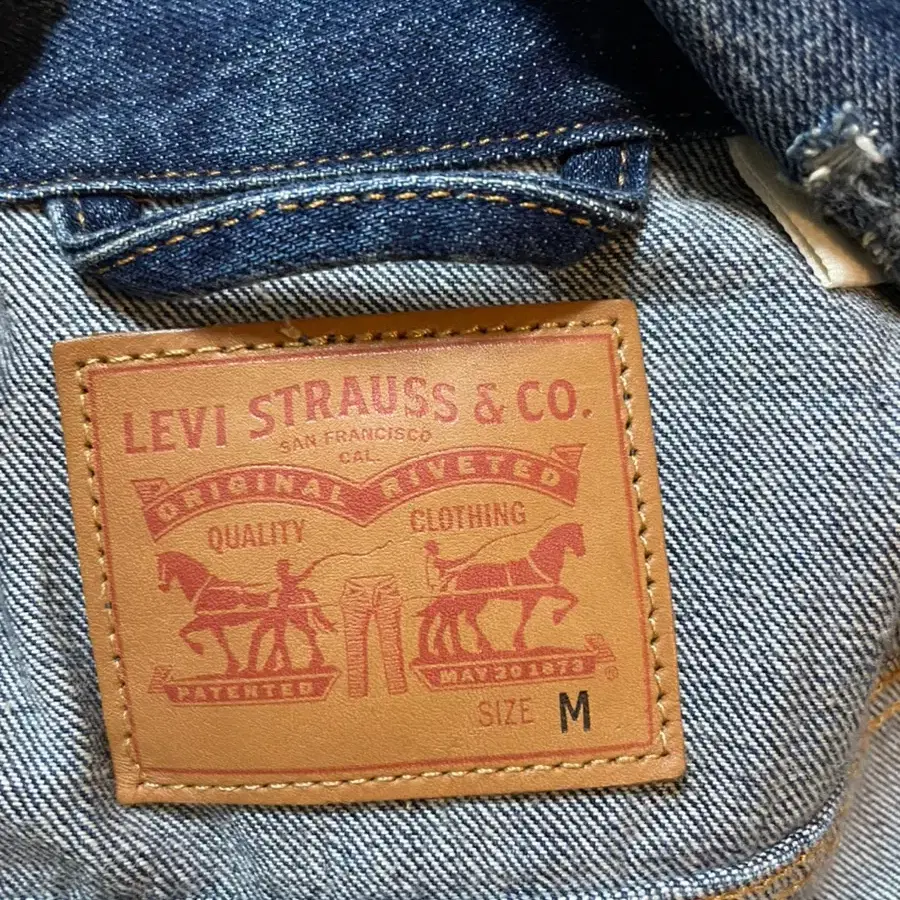 LEVI STRAUSS & CO.
SAN FRANCISCO
CAL.
ORIGINAL RIVETED
QUALITY CLOTHING
PATENTED MAY 20 1873
®
SIZE M